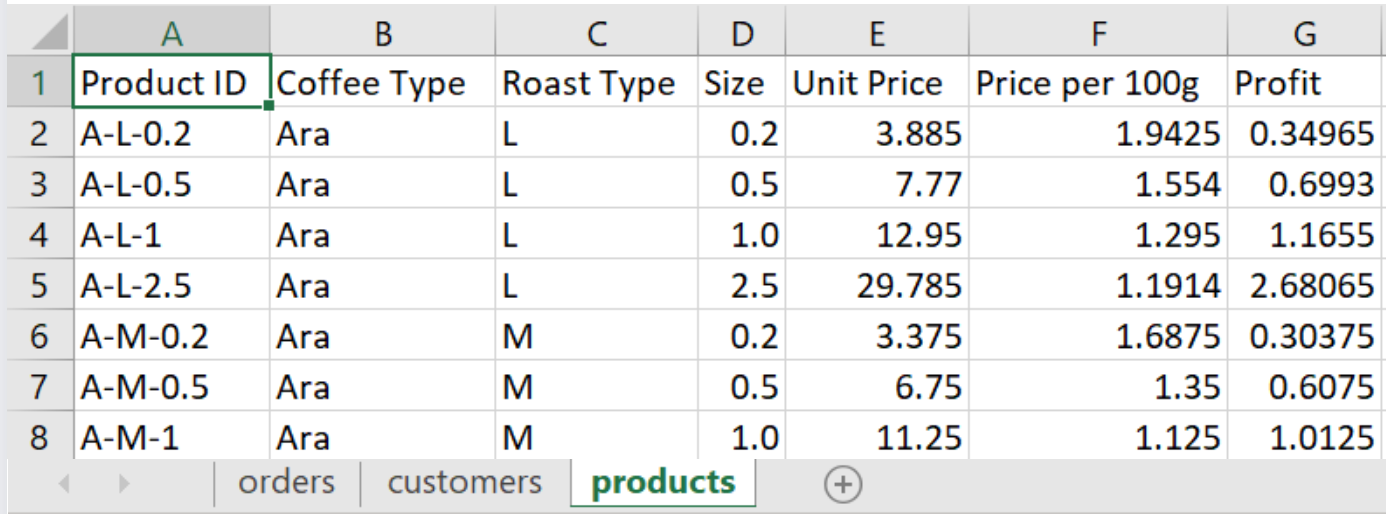 A B C D E F G
1 Product ID Coffee Type Roast Type Size Unit Price Price per 100g Profit
2 A-L-0.2 Ara L 0.2 3.885 1.9425 0.34965
3 A-L-0.5 Ara L 0.5 7.77 1.554 0.6993
4 A-L-1 Ara L 1.0 12.95 1.295 1.1655
5 A-L-2.5 Ara L 2.5 29.785 1.1914 2.68065
6 A-M-0.2 Ara M 0.2 3.375 1.6875 0.30375
7 A-M-0.5 Ara M 0.5 6.75 1.35 0.6075
8 A-M-1 Ara M 1.0 11.25 1.125 1.0125
orders customers products